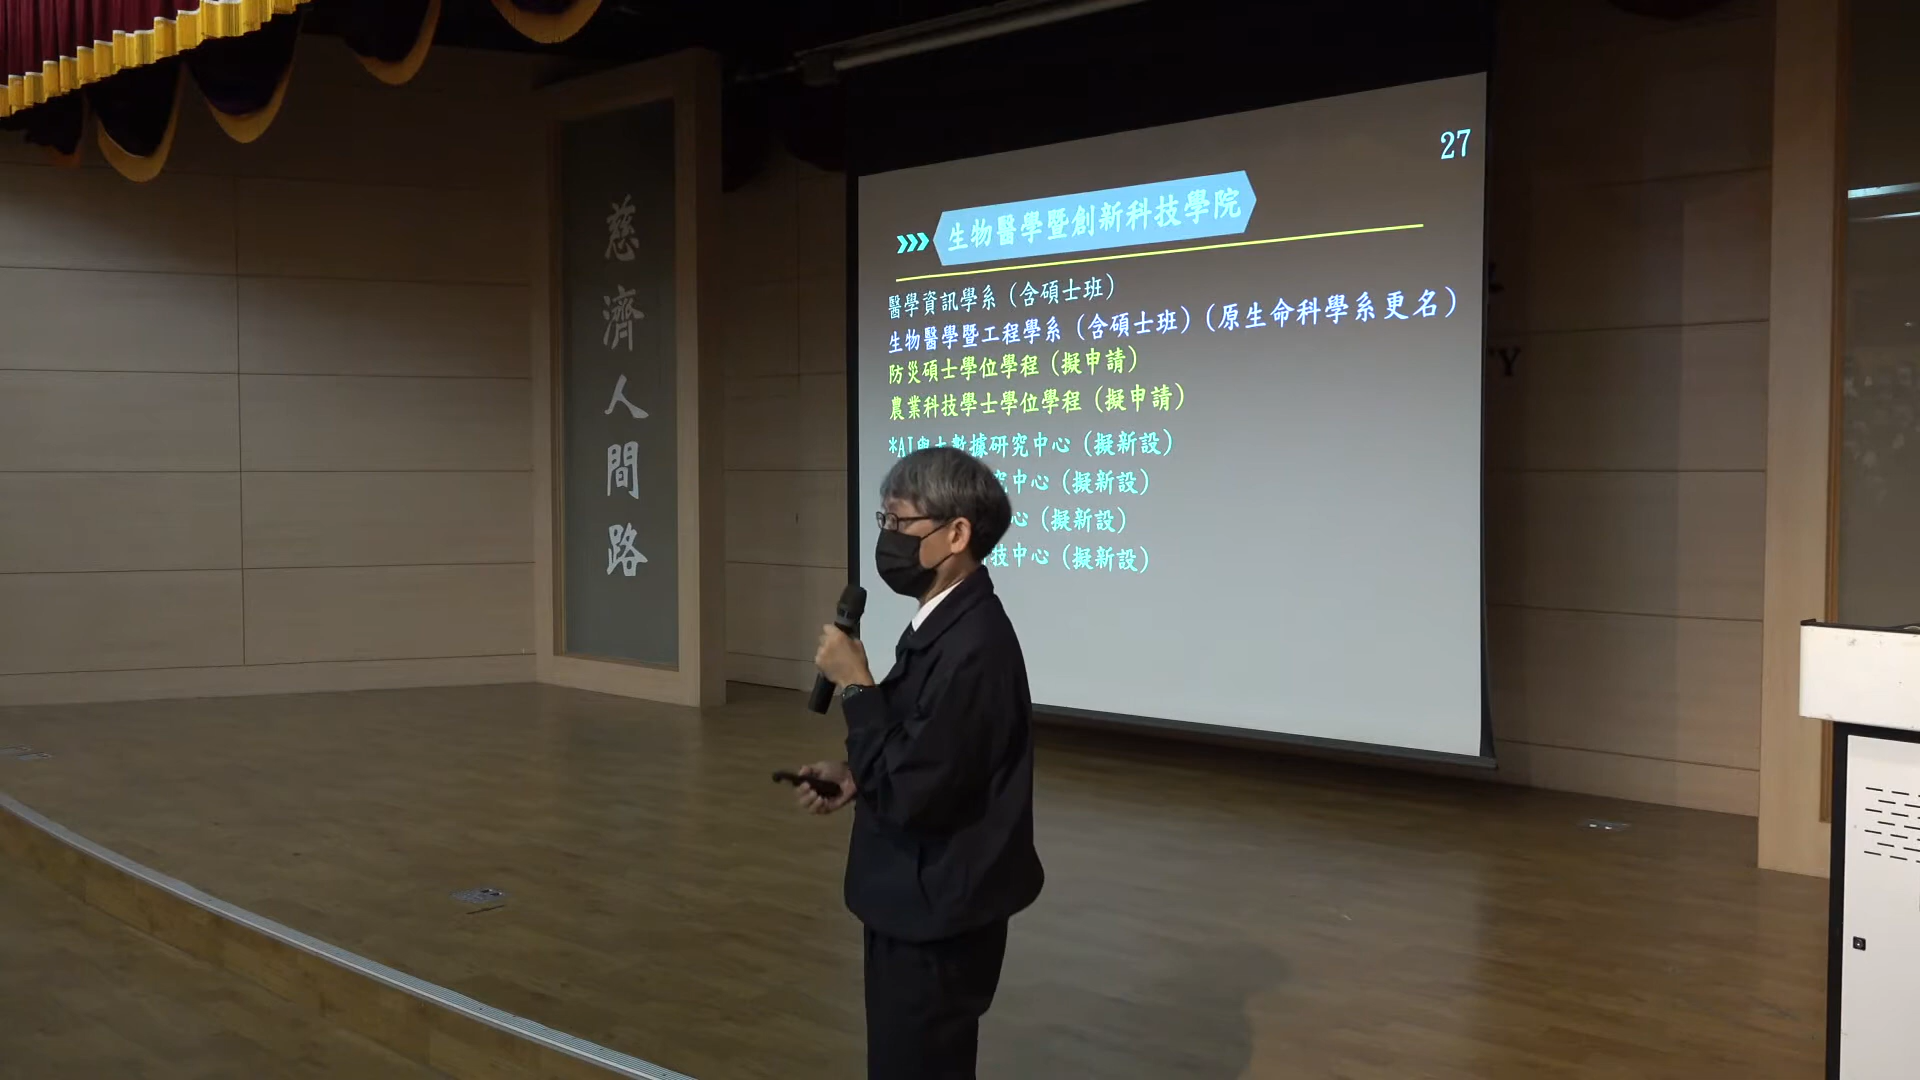 慈濟人間路
27
生物醫學暨創新科技學院
醫學資訊學系（含碩士班）
生物醫學暨工程學系（含碩士班）（原生命科學系更名）
防災碩士學位學程（擬申請）
農業科技學士學位學程（擬申請）
*AI與大數據研究中心（擬新設）
究中心（擬新設）
心（擬新設）
技中心（擬新設）
Y